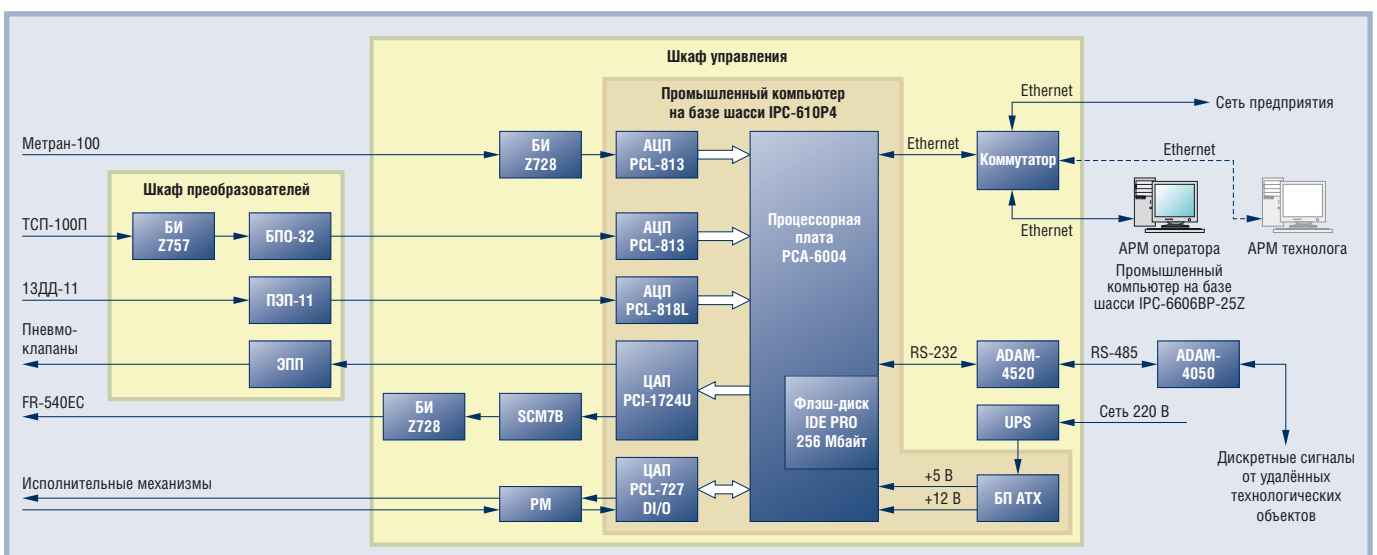 Шкаф управления
Промышленный компьютер
на базе шасси IPC-610P4
Ethernet
Сеть предприятия
Метран-100
БИ
Z728
АЦП
PCL-813
Ethernet
Коммутатор
Ethernet
Шкаф преобразователей
Процессорная
плата
PCA-6004
ТСП-100П
БИ
Z757
БПО-32
АЦП
PCL-813
Ethernet
АРМ оператора
АРМ технолога
Промышленный
компьютер на базе
шасси IPC-6606BP-25Z
13ДД-11
ПЭП-11
АЦП
PCL-818L
Пневмо-
клапаны
ЭПП
ЦАП
PCI-1724U
RS-232
ADAM-
4520
RS-485
ADAM-
4050
FR-540EC
БИ
Z728
SCM7B
Флэш-диск
IDE PRO
256 Мбайт
UPS
Сеть 220 В
Исполнительные механизмы
РМ
ЦАП
PCL-727
DI/O
+5 В
+12 В
БП ATX
Дискретные сигналы
от удалённых
технологических
объектов